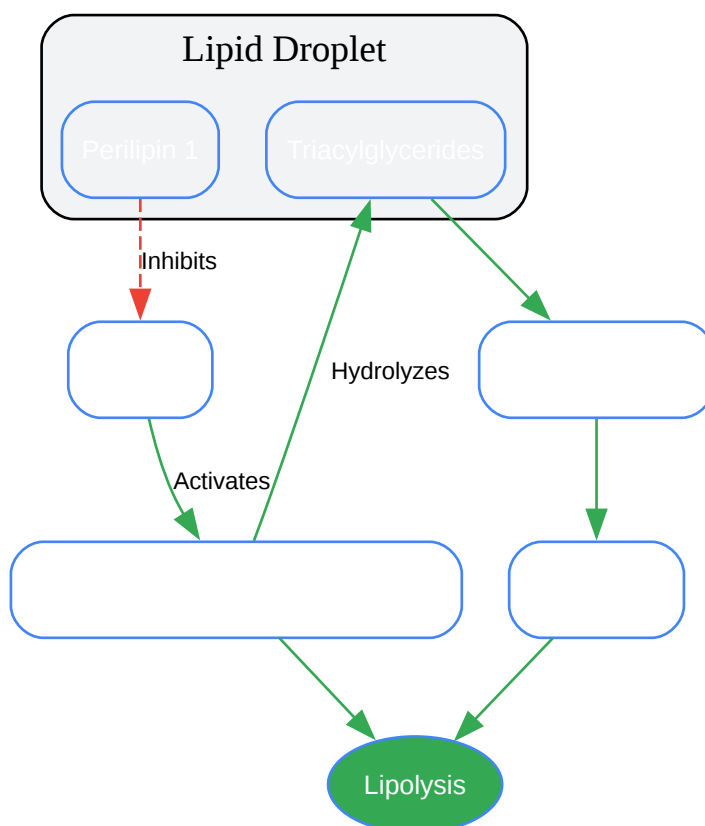 Lipid Droplet
Perilipin 1
Triacylglycerides
Inhibits
Hydrolyzes
Activates
Lipolysis